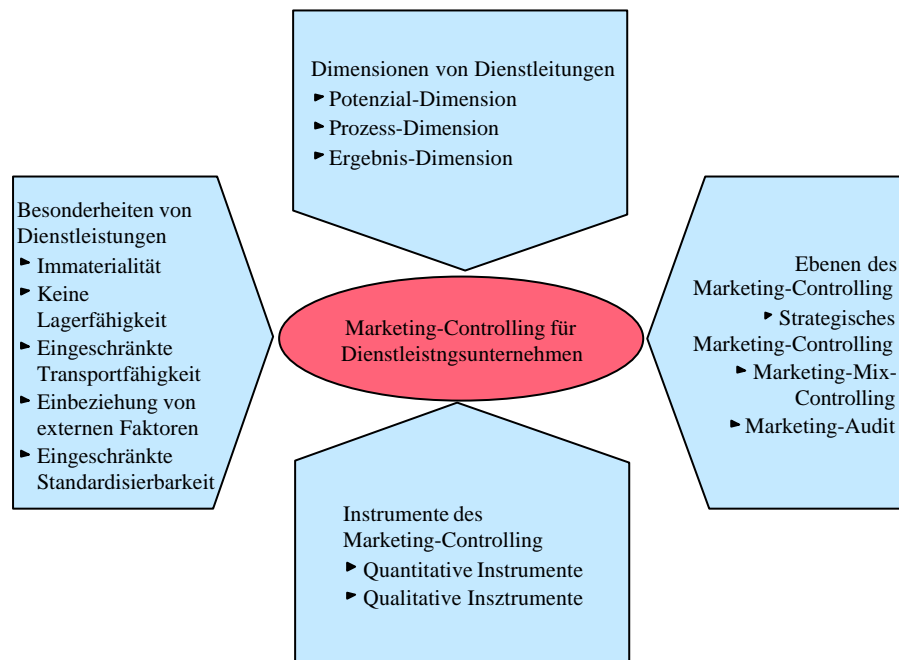 Dimensionen von Dienstleitungen
► Potenzial-Dimension
► Prozess-Dimension
► Ergebnis-Dimension
Besonderheiten von
Dienstleistungen
► Immaterialität
► Keine
Lagerfähigkeit
► Eingeschränkte
Transportfähigkeit
► Einbeziehung von
externen Faktoren
► Eingeschränkte
Standardisierbarkeit
Marketing-Controlling für
Dienstleistngsunternehmen
Ebenen des
Marketing-Controlling
► Strategisches
Marketing-Controlling
► Marketing-Mix-
Controlling
► Marketing-Audit
Instrumente des
Marketing-Controlling
► Quantitative Instrumente
► Qualitative Insztrumente